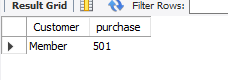 Result Grid Filter Rows:
Customer purchase
Member 501